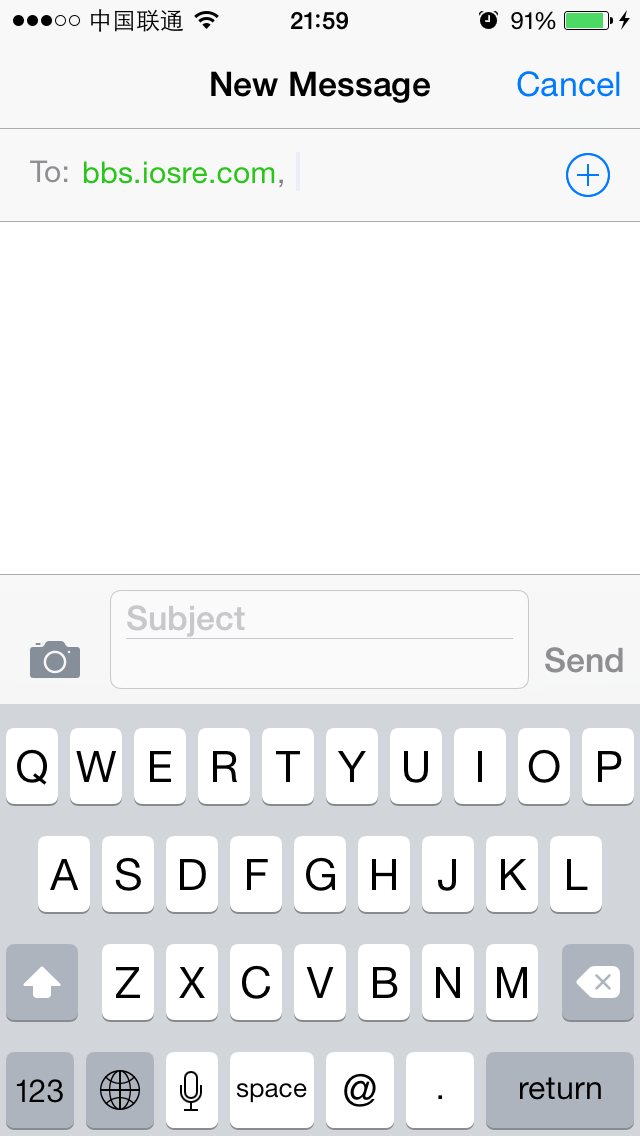 中国联通 21:59 91%
New Message Cancel
To: bbs.iosre.com,
Subject
Send
Q W E R T Y U I O P
A S D F G H J K L
Z X C V B N M
123 space @ . return